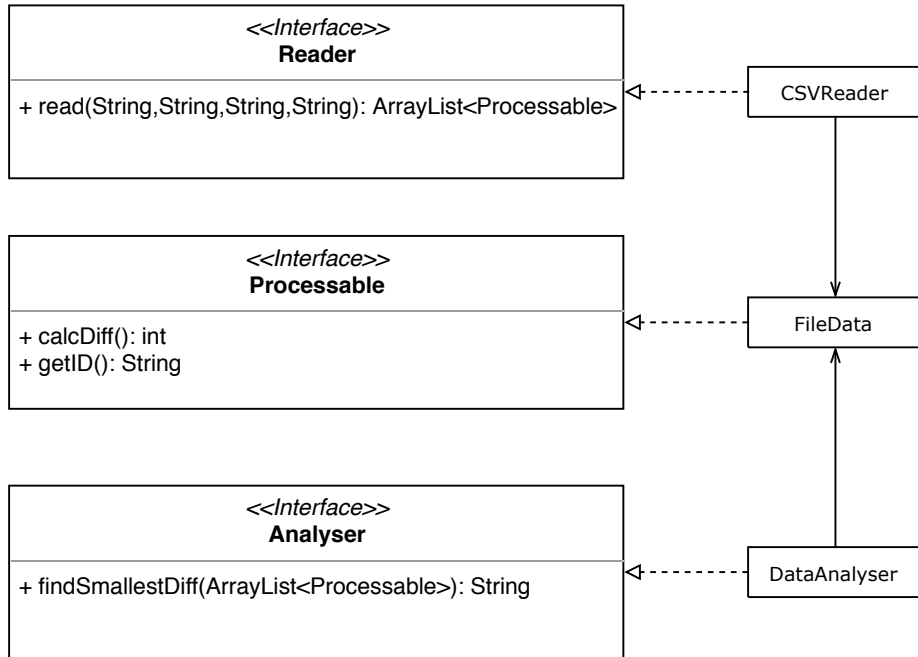 <<Interface>>
Reader
+ read(String,String,String,String): ArrayList<Processable>
CSVReader
<<Interface>>
Processable
+ calcDiff(): int
+ getID(): String
FileData
<<Interface>>
Analyser
+ findSmallestDiff(ArrayList<Processable>): String
DataAnalyser